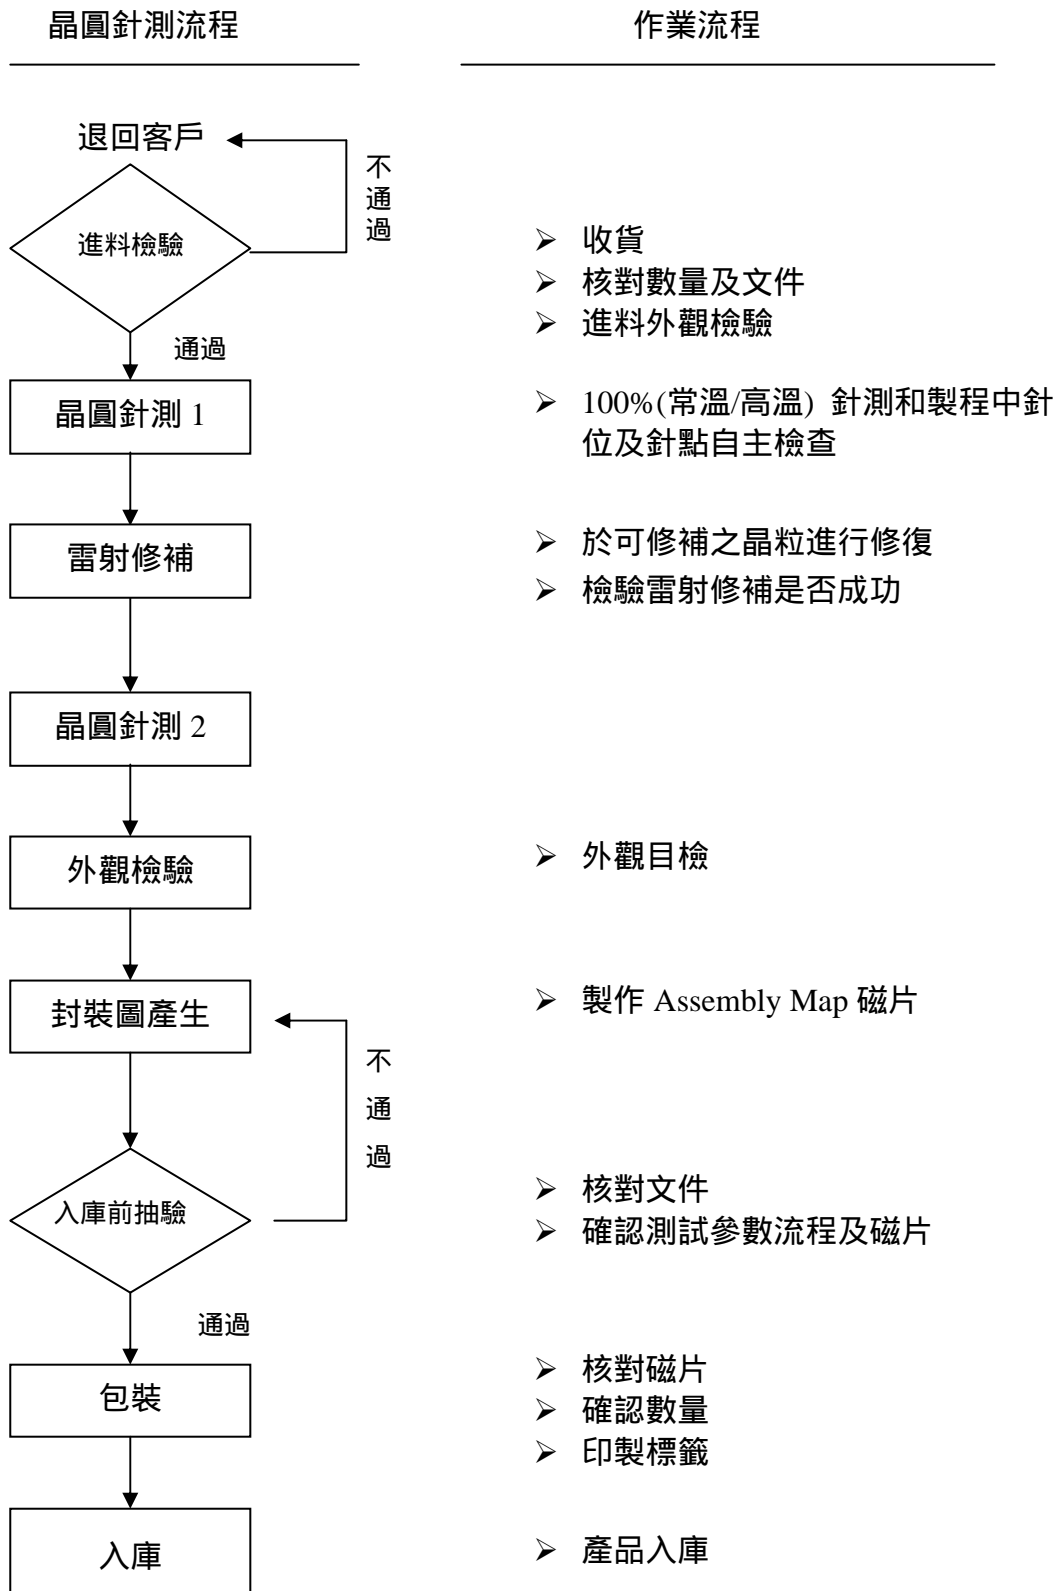 晶圓針測流程
作業流程
退回客戶
不
通
過
進料檢驗
➢ 收貨
➢ 核對數量及文件
➢ 進料外觀檢驗
通過
晶圓針測 1
➢ 100%(常溫/高溫) 針測和製程中針
位及針點自主檢查
雷射修補
➢ 於可修補之晶粒進行修復
➢ 檢驗雷射修補是否成功
晶圓針測 2
外觀檢驗
➢ 外觀目檢
封裝圖產生
➢ 製作 Assembly Map 磁片
不
通
過
入庫前抽驗
➢ 核對文件
➢ 確認測試參數流程及磁片
通過
包裝
➢ 核對磁片
➢ 確認數量
➢ 印製標籤
入庫
➢ 產品入庫